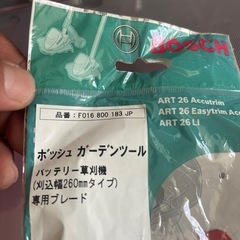 BOSCH
ART 26 Accutrim
ART 26 Easytrim Acc
ART 26 LI
品番：F016 800 183 JP
ボッシュ ガーデンツール
バッテリー草刈機
(刈込幅260mmタイプ)
専用ブレード